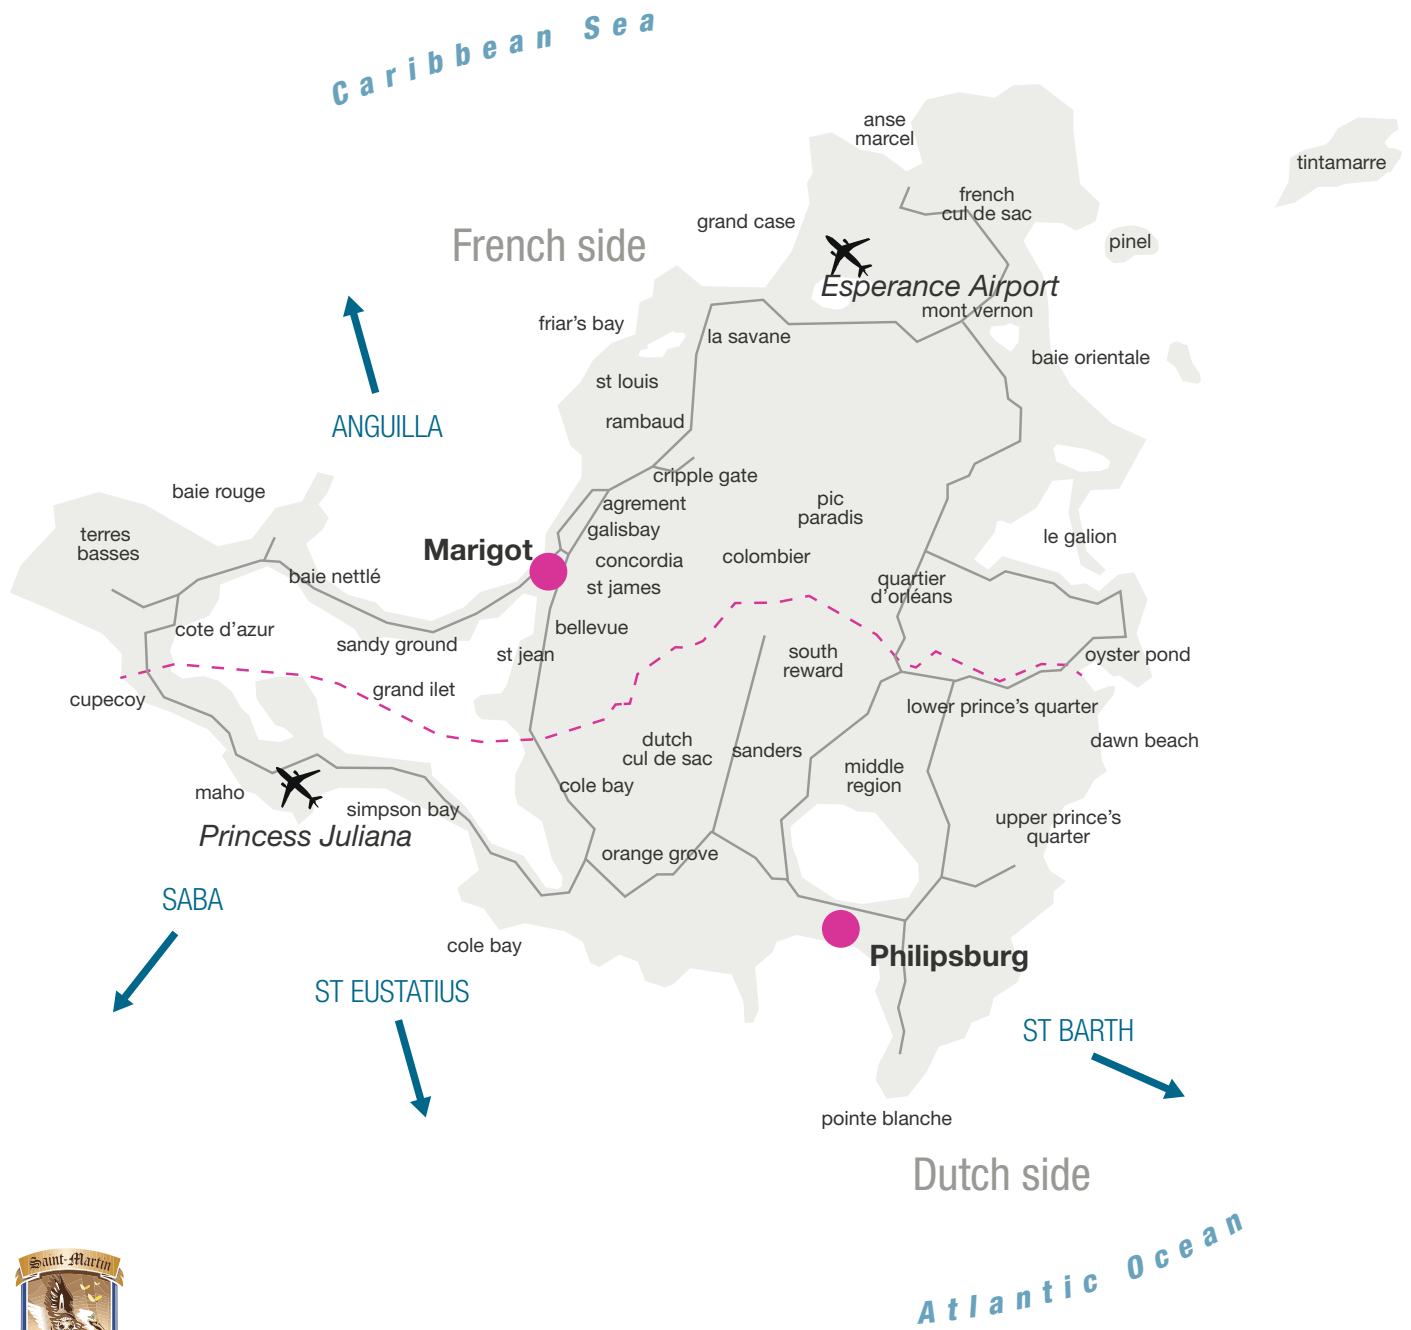 Caribbean Sea
anse
marcel
tintamarre
french
cul de sac
grand case
French side
pinel
Esperance Airport
mont vernon
friar's bay
la savane
baie orientale
st louis
rambaud
ANGUILLA
cripple gate
baie rouge
agrement
pic
paradis
galisbay
terres
basses
le galion
Marigot
concordia
colombier
baie nettlé
st james
quartier
d'orléans
cote d'azur
bellevue
sandy ground
st jean
south
reward
oyster pond
grand ilet
cupecoy
lower prince's quarter
dutch
cul de sac
sanders
dawn beach
middle
region
cole bay
maho
simpson bay
upper prince's
quarter
Princess Juliana
orange grove
SABA
cole bay
Philipsburg
ST EUSTATIUS
ST BARTH
pointe blanche
Dutch side
Atlantic Ocean
Saint-Martin